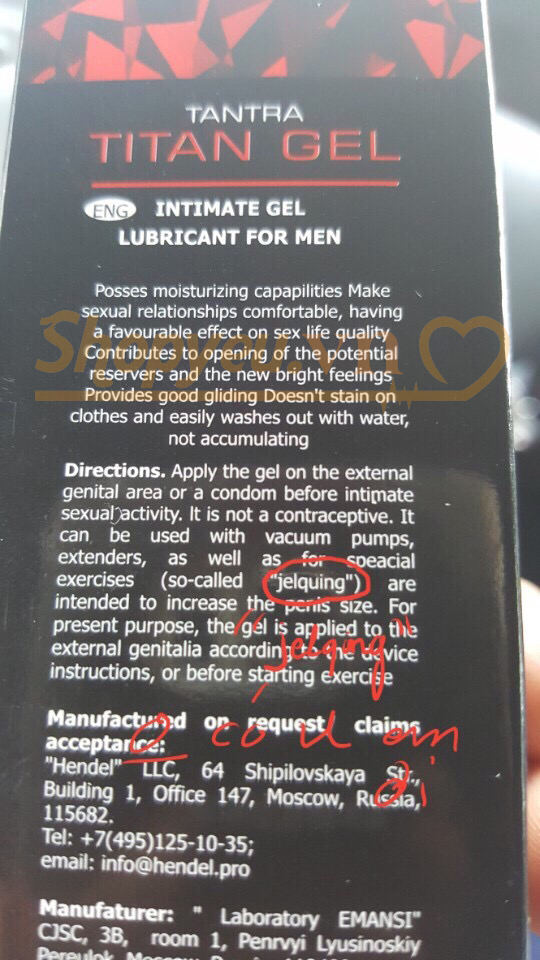 TANTRA
TITAN GEL
ENG INTIMATE GEL
LUBRICANT FOR MEN
Posses moisturizing capapilities Make
sexual relationships comfortable, having
a favourable effect on sex life quality
Contributes to opening of the potential
reservers and the new bright feelings
Provides good gliding Doesn't stain on
clothes and easily washes out with water,
not accumulating
Directions. Apply the gel on the external
genital area or a condom before intimate
sexual activity. It is not a contraceptive. It
can be used with vacuum pumps,
extenders, as well as for speacial
exercises (so-called "jelquing") are
intended to increase the penis size. For
present purpose, the gel is applied to the
external genitalia according to the device
instructions, or before starting exercise
"jelqing"
Manufactured on request claims
acceptance:
"Hendel" LLC, 64 Shipilovskaya Str.,
Building 1, Office 147, Moscow, Russia,
115682.
Tel: +7(495)125-10-35;
email: info@hendel.pro
Manufaturer: " Laboratory EMANSI"
CJSC, 3B, room 1, Penrvyi Lyusinoskiy